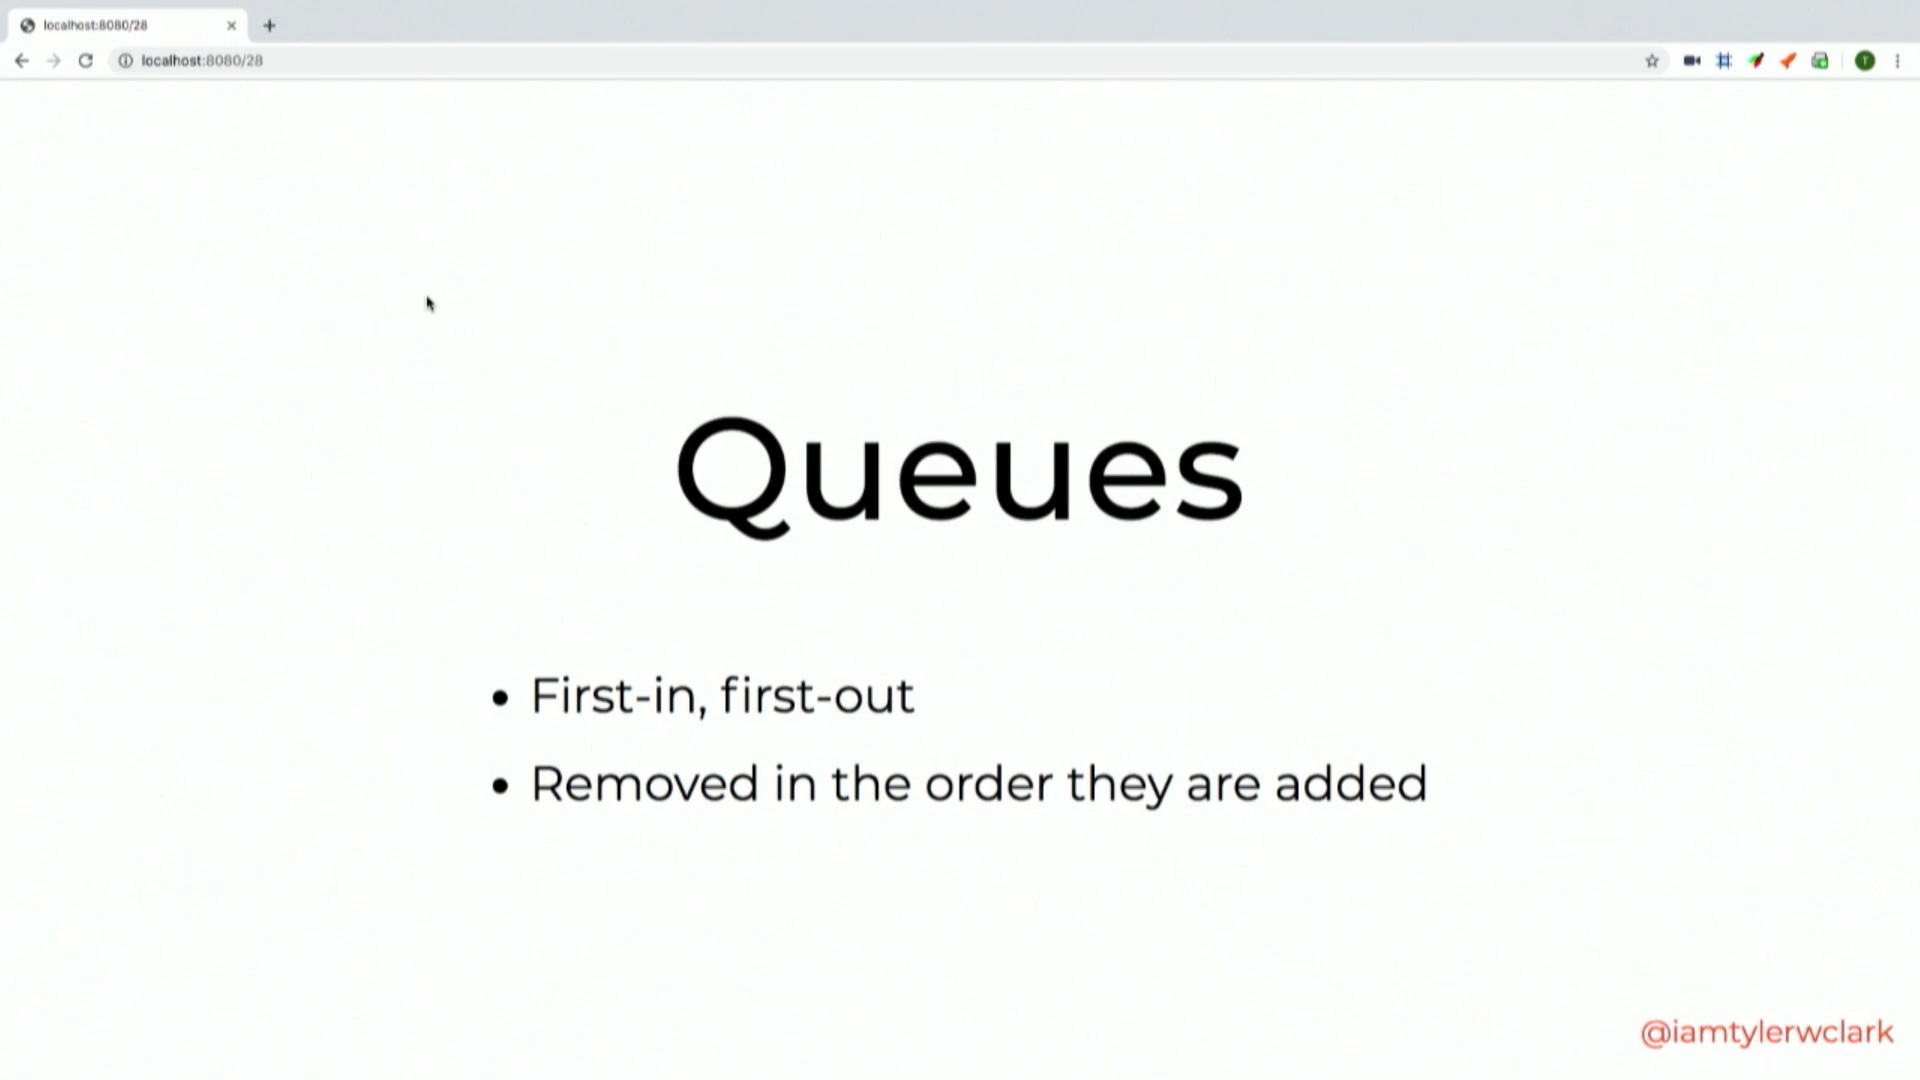 localhost:8080/28
localhost:8080/28
T
Queues
• First-in, first-out
• Removed in the order they are added
@iamtylerwclark